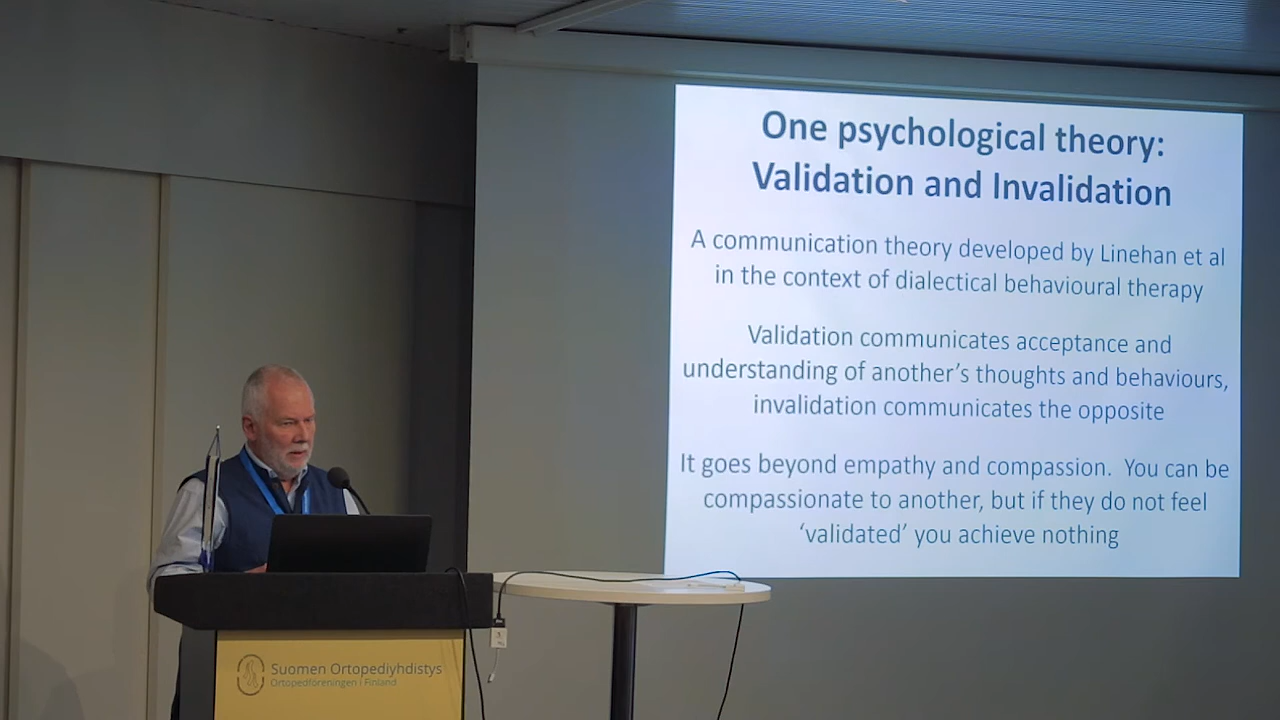 One psychological theory:
Validation and Invalidation
A communication theory developed by Linehan et al
in the context of dialectical behavioural therapy
Validation communicates acceptance and
understanding of another's thoughts and behaviours,
invalidation communicates the opposite
It goes beyond empathy and compassion.  You can be
compassionate to another, but if they do not feel
‘validated’ you achieve nothing
Suomen Ortopediyhdistys
Ortopedföreningen i Finland